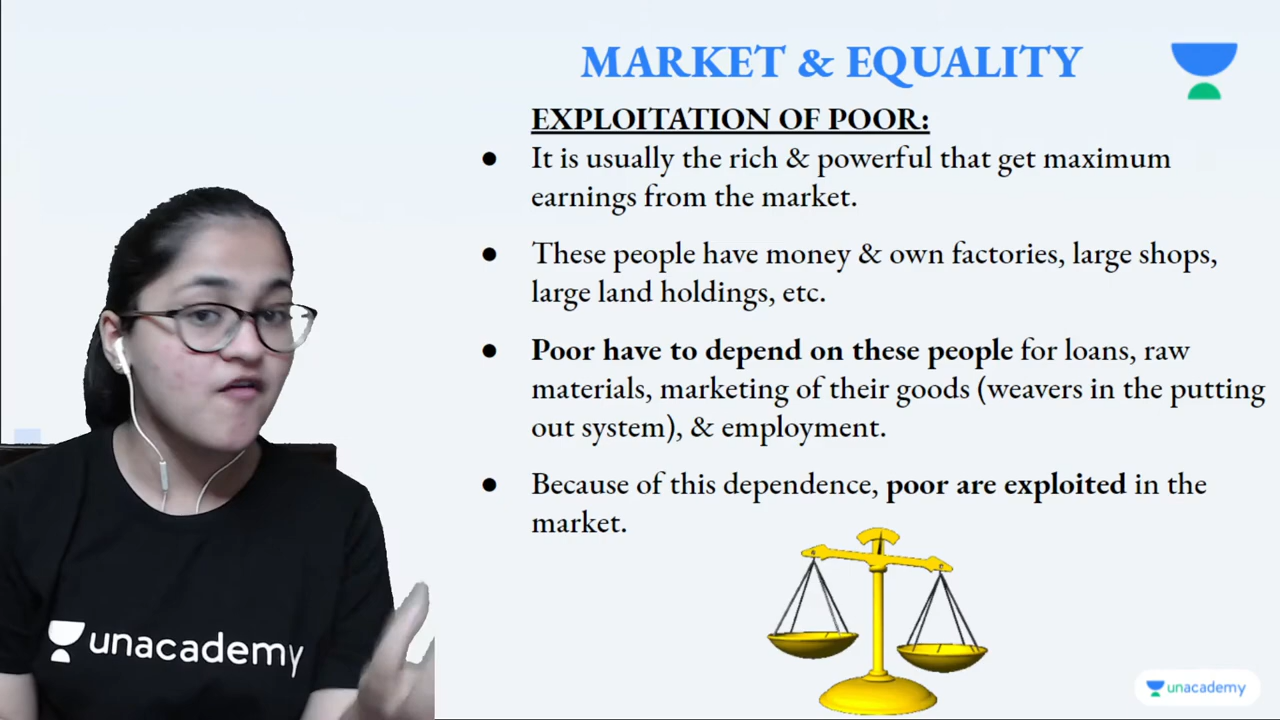 MARKET & EQUALITY
EXPLOITATION OF POOR:
● It is usually the rich & powerful that get maximum
earnings from the market.
● These people have money & own factories, large shops,
large land holdings, etc.
● Poor have to depend on these people for loans, raw
materials, marketing of their goods (weavers in the putting
out system), & employment.
● Because of this dependence, poor are exploited in the
market.
unacademy
unacademy